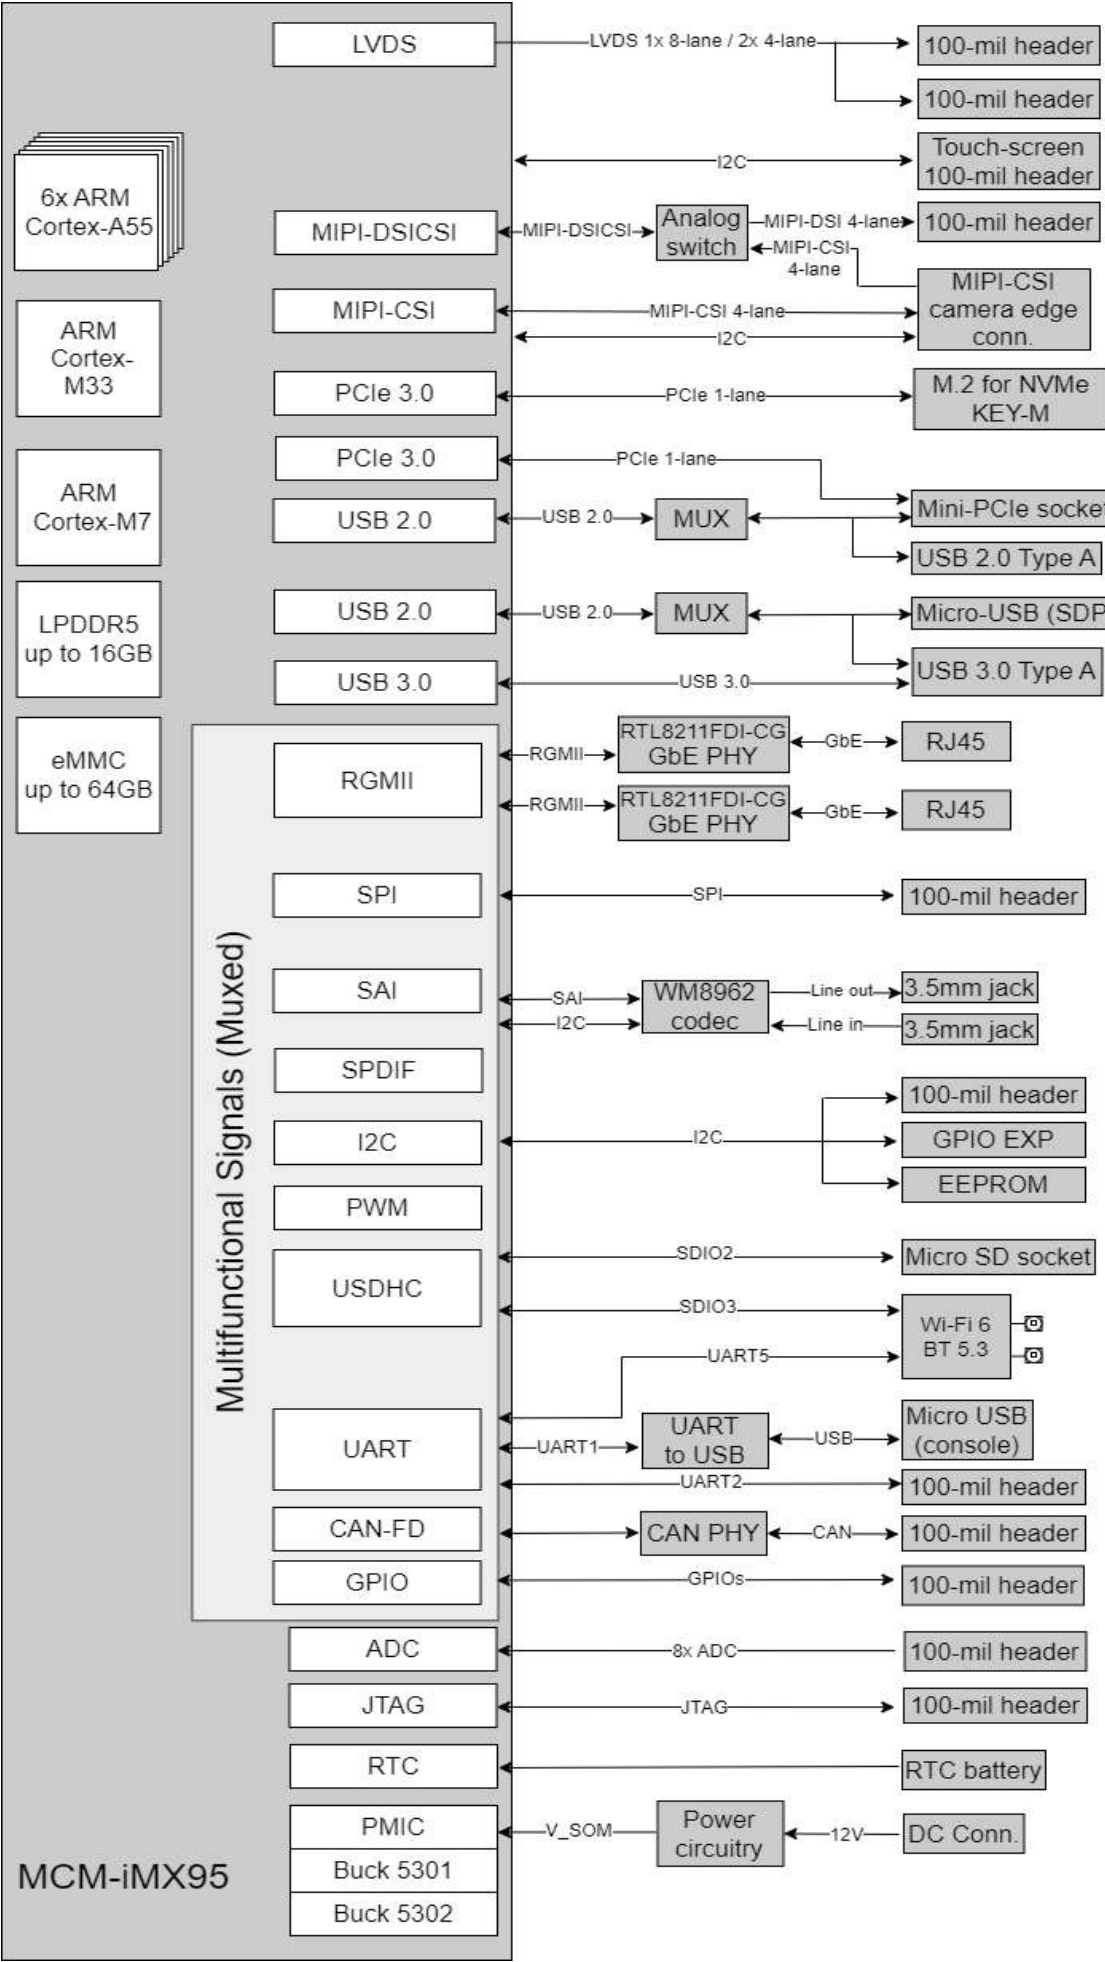 LVDS
LVDS 1x 8-lane / 2x 4-lane
100-mil header
100-mil header
6x ARM
Cortex-A55
I2C
Touch-screen
100-mil header
MIPI-DSICSI
MIPI-DSICSI
Analog
switch
MIPI-DSI 4-lane
100-mil header
MIPI-CSI
4-lane
MIPI-CSI
camera edge
conn.
ARM
Cortex-
M33
MIPI-CSI
MIPI-CSI 4-lane
I2C
PCIe 3.0
PCIe 1-lane
M.2 for NVMe
KEY-M
ARM
Cortex-M7
PCIe 3.0
PCIe 1-lane
USB 2.0
USB 2.0
MUX
Mini-PCIe socket
USB 2.0 Type A
LPDDR5
up to 16GB
USB 2.0
USB 2.0
MUX
Micro-USB (SDP
USB 3.0
USB 3.0
USB 3.0 Type A
eMMC
up to 64GB
Multifunctional Signals (Muxed)
RGMII
RGMII
RTL8211FDI-CG
GbE PHY
GbE
RJ45
RGMII
RTL8211FDI-CG
GbE PHY
GbE
RJ45
SPI
SPI
100-mil header
SAI
SAI
I2C
WM8962
codec
Line out
3.5mm jack
Line in
3.5mm jack
SPDIF
I2C
I2C
100-mil header
GPIO EXP
EEPROM
PWM
USDHC
SDIO2
Micro SD socket
SDIO3
Wi-Fi 6
BT 5.3
UART5
UART
UART1
UART
to USB
USB
Micro USB
(console)
UART2
100-mil header
CAN-FD
CAN PHY
CAN
100-mil header
GPIO
GPIOs
100-mil header
ADC
8x ADC
100-mil header
JTAG
JTAG
100-mil header
RTC
RTC battery
PMIC
V_SOM
Power
circuitry
12V
DC Conn.
Buck 5301
Buck 5302
MCM-iMX95